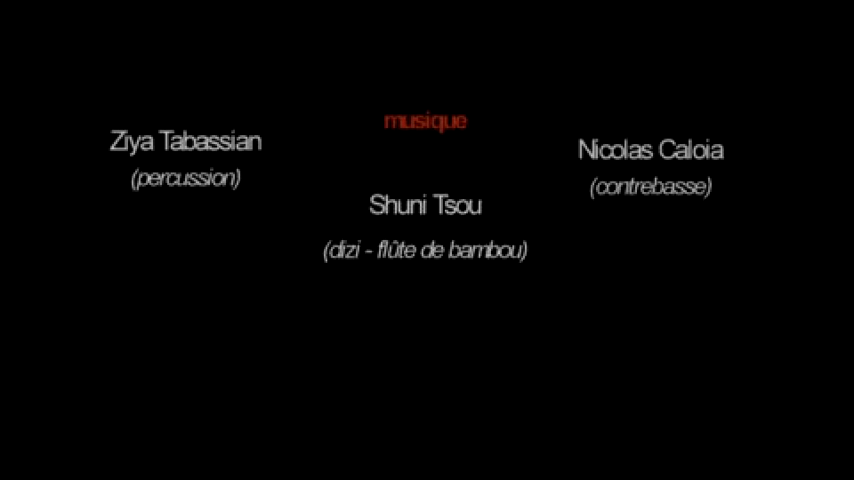 musique
Ziya Tabassian
(percussion)
Shuni Tsou
(dizi - flûte de bambou)
Nicolas Caloia
(contrebasse)